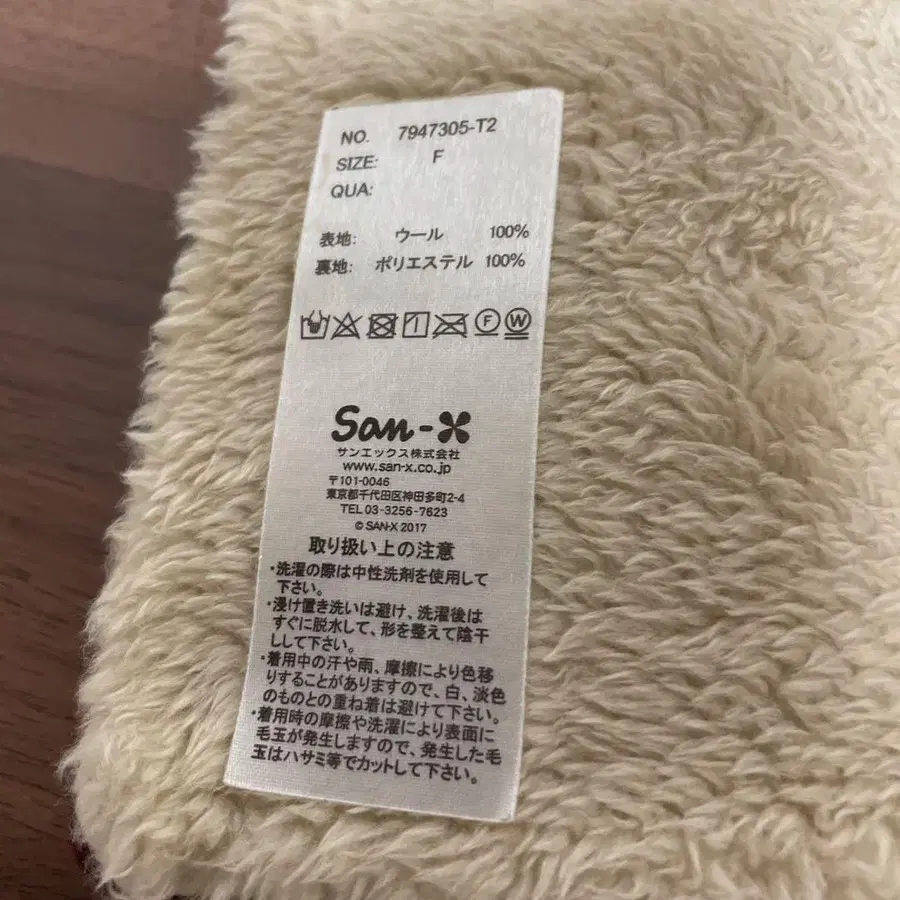 NO. 7947305-T2
SIZE: F
QUA:
表地: ウール 100%
裏地: ポリエステル 100%
F W
San-X
サンエックス株式会社
www.san-x.co.jp
〒101-0046
東京都千代田区神田多町2-4
TEL 03-3256-7623
© SAN-X 2017
取り扱い上の注意
・洗濯の際は中性洗剤を使用して
下さい。
・浸け置き洗いは避け、洗濯後は
すぐに脱水して、形を整えて陰干
しして下さい。
・着用中の汗や雨、摩擦により色移
りすることがありますので、白、淡色
のものとの重ね着は避けて下さい。
・着用時の摩擦や洗濯により表面に
毛玉が発生しますので、発生した毛
玉はハサミ等でカットして下さい。